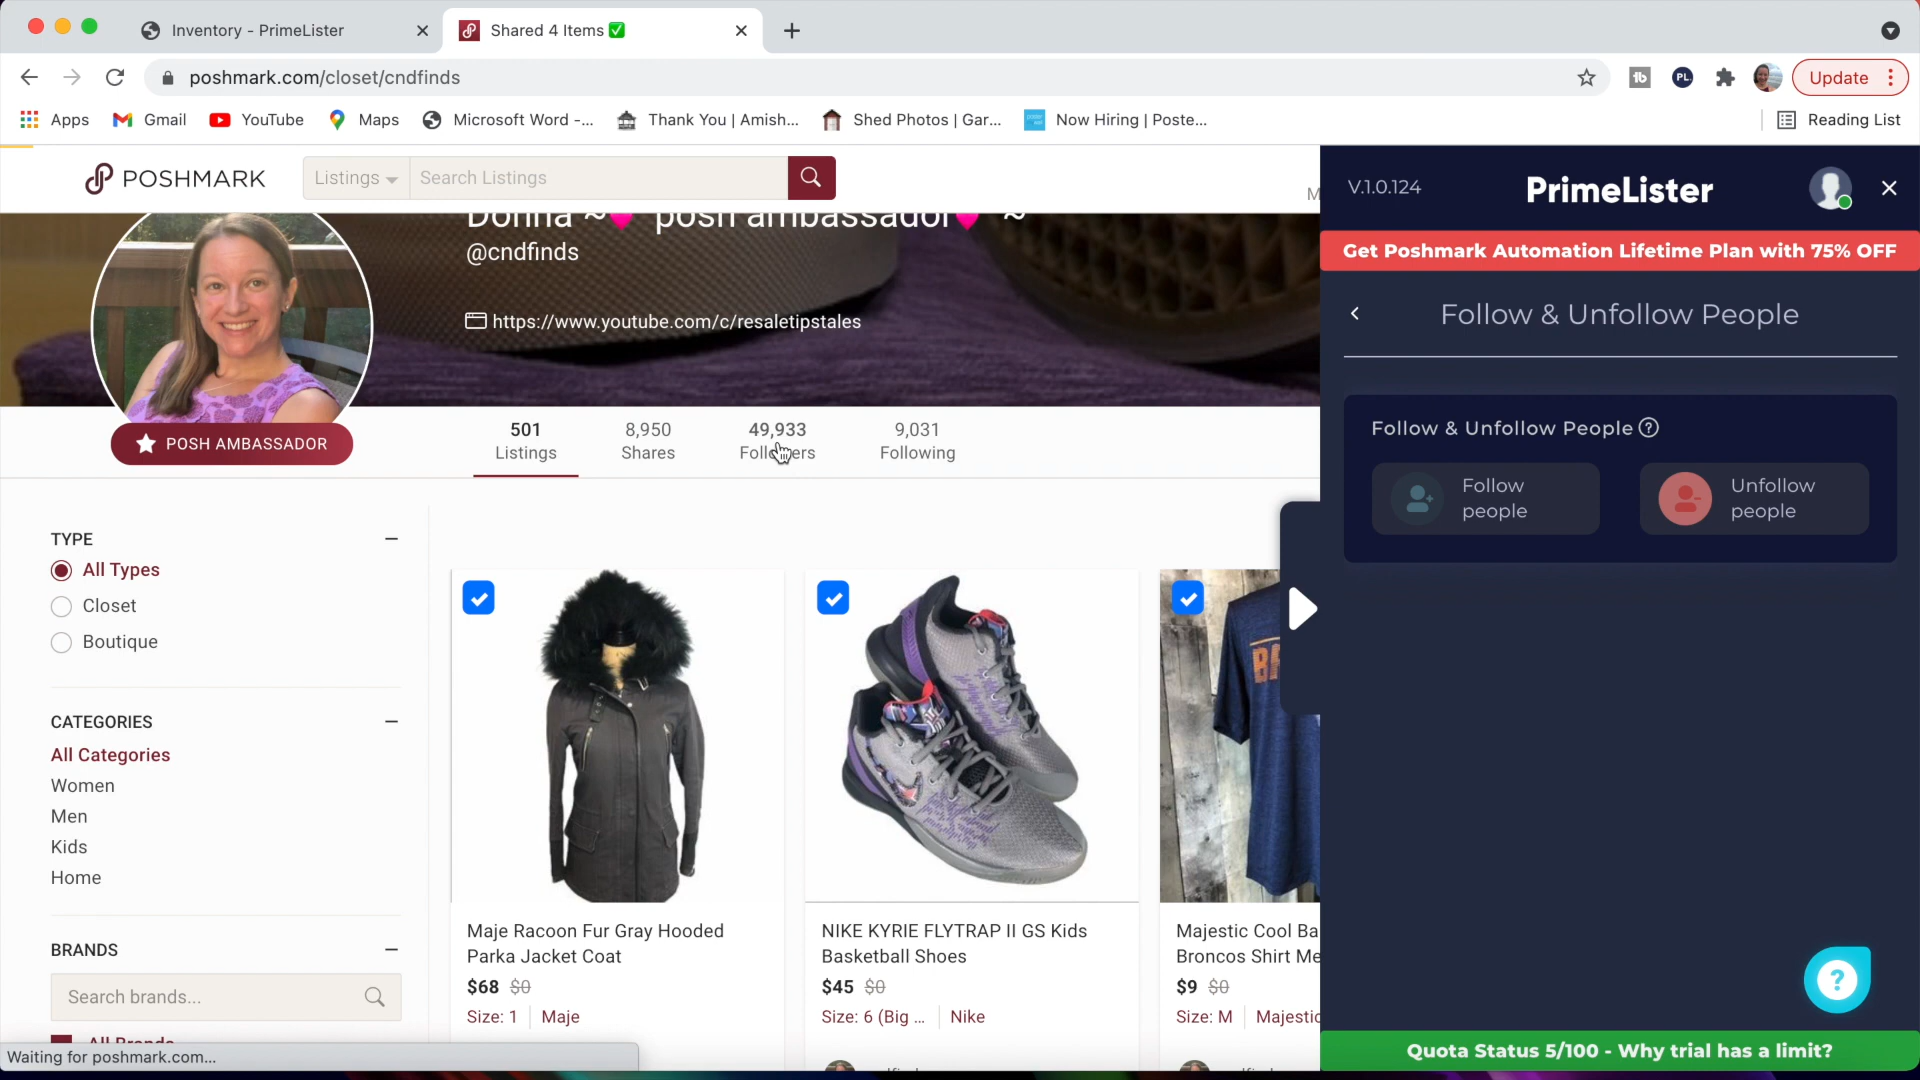 Inventory - PrimeLister
Shared 4 Items ✅
poshmark.com/closet/cndfinds
PL
Update
Apps
Gmail
YouTube
Maps
Microsoft Word -...
Thank You | Amish...
Shed Photos | Gar...
Now Hiring | Poste...
Reading List
POSHMARK
Listings
Search Listings
M
Donna ~💗 posh ambassador💗 ~
@cndfinds
https://www.youtube.com/c/resaletipstales
POSH AMBASSADOR
501
Listings
8,950
Shares
49,933
Followers
9,031
Following
TYPE
All Types
Closet
Boutique
CATEGORIES
All Categories
Women
Men
Kids
Home
BRANDS
Search brands...
All Brands
Maje Racoon Fur Gray Hooded
Parka Jacket Coat
$68 $0
Size: 1 Maje
NIKE KYRIE FLYTRAP II GS Kids
Basketball Shoes
$45 $0
Size: 6 (Big ... Nike
Majestic Cool Ba
Broncos Shirt Me
$9 $0
Size: M Majestic
Waiting for poshmark.com...
V.1.0.124
PrimeLister
Get Poshmark Automation Lifetime Plan with 75% OFF
Follow & Unfollow People
Follow & Unfollow People ?
Follow
people
Unfollow
people
?
Quota Status 5/100 - Why trial has a limit?